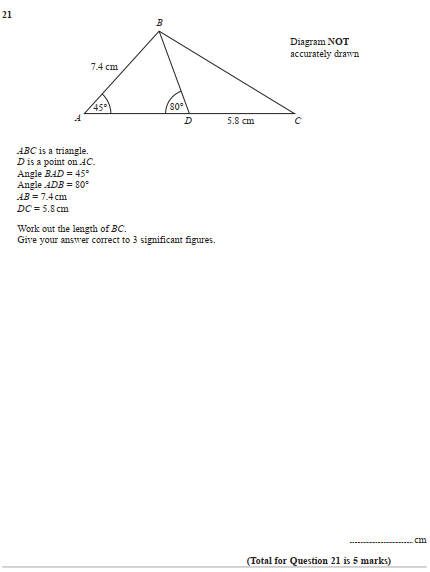 21
B
Diagram NOT
accurately drawn
7.4 cm
45°
80°
A
D
5.8 cm
C
ABC is a triangle.
D is a point on AC.
Angle BAD = 45°
Angle ADB = 80°
AB = 7.4 cm
DC = 5.8 cm
Work out the length of BC.
Give your answer correct to 3 significant figures.
........................ cm
(Total for Question 21 is 5 marks)